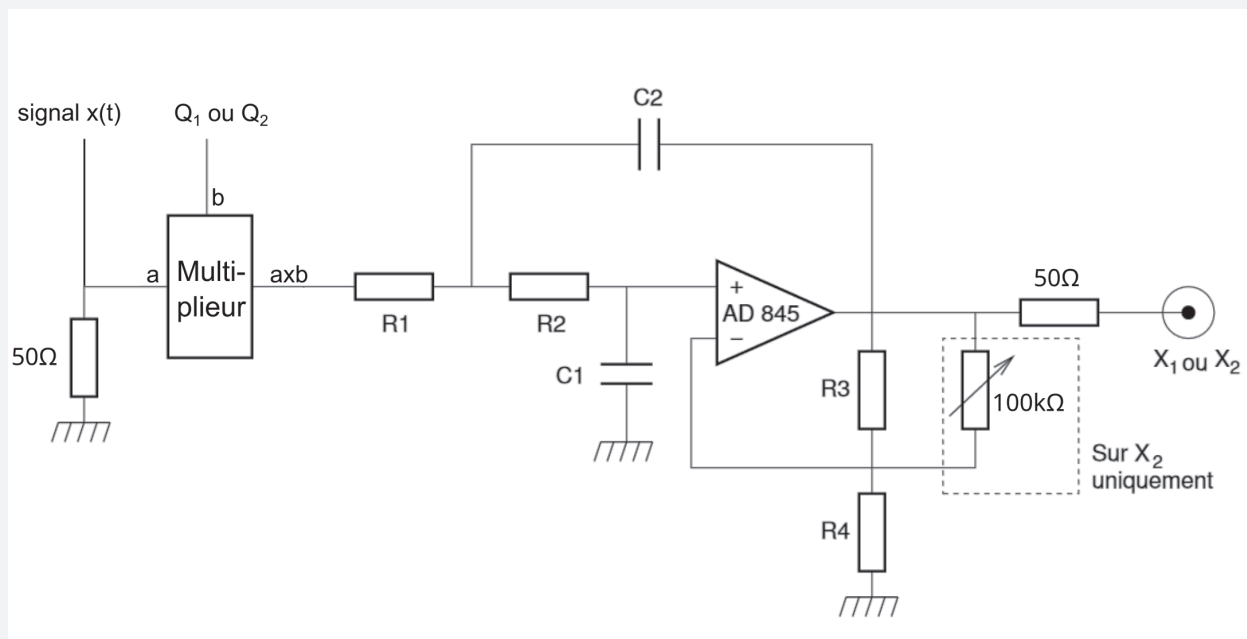 signal x(t)
Q₁ ou Q₂
C2
b
a
Multi-
plieur
axb
R1
R2
+
AD 845
−
50Ω
50Ω
C1
R3
100kΩ
X₁ ou X₂
Sur X₂
uniquement
R4